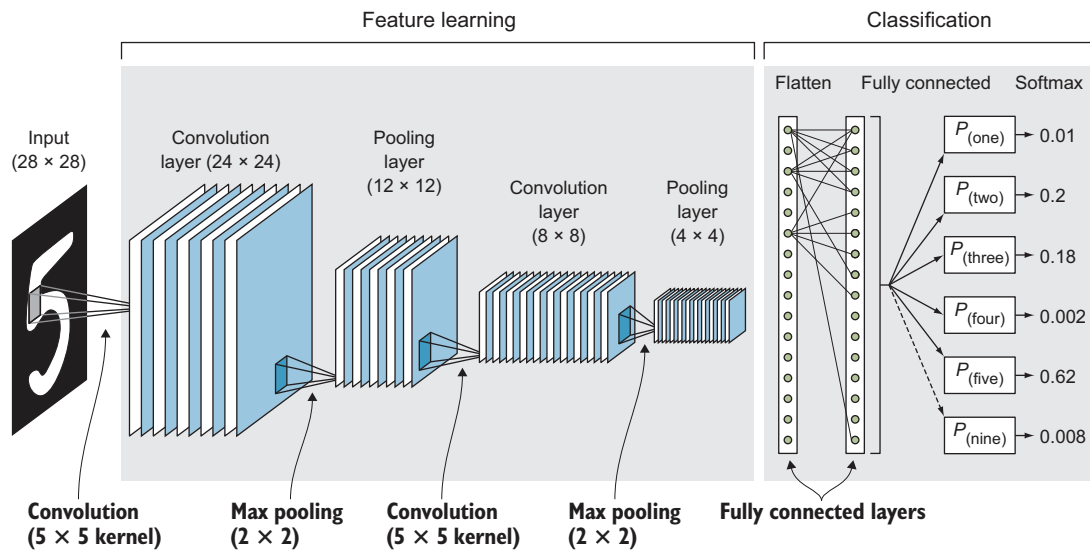 Feature learning
Classification
Flatten
Fully connected
Softmax
Input
(28 × 28)
Convolution
layer (24 × 24)
Pooling
layer
(12 × 12)
Convolution
layer
(8 × 8)
Pooling
layer
(4 × 4)
P(one)
0.01
P(two)
0.2
P(three)
0.18
P(four)
0.002
P(five)
0.62
P(nine)
0.008
Convolution
(5 × 5 kernel)
Max pooling
(2 × 2)
Convolution
(5 × 5 kernel)
Max pooling
(2 × 2)
Fully connected layers